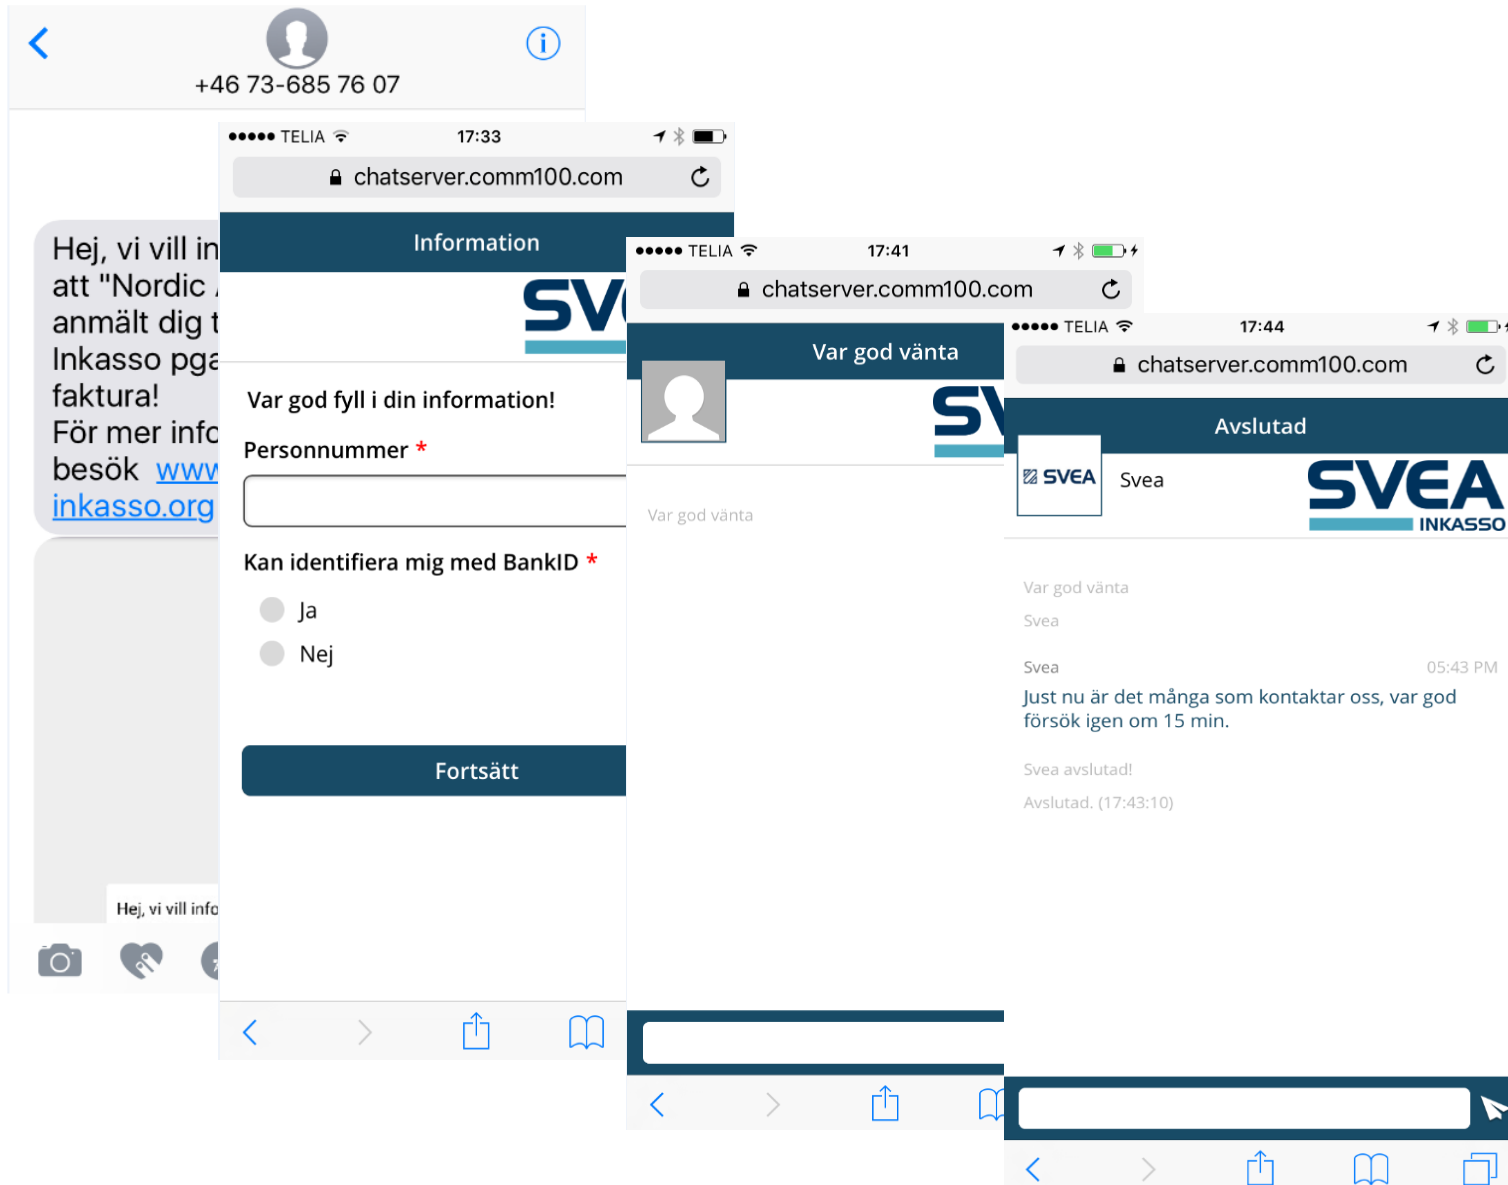 +46 73-685 76 07
Hej, vi vill in
att "Nordic
anmält dig t
Inkasso pga
faktura!
För mer info
besök www
inkasso.org
Hej, vi vill info
TELIA 17:33
chatserver.comm100.com
Information
SV
Var god fyll i din information!
Personnummer *
Kan identifiera mig med BankID *
Ja
Nej
Fortsätt
TELIA 17:41
chatserver.comm100.com
Var god vänta
SV
Var god vänta
TELIA 17:44
chatserver.comm100.com
Avslutad
SVEA
Svea
SVEA
INKASSO
Var god vänta
Svea
Svea 05:43 PM
Just nu är det många som kontaktar oss, var god
försök igen om 15 min.
Svea avslutad!
Avslutad. (17:43:10)